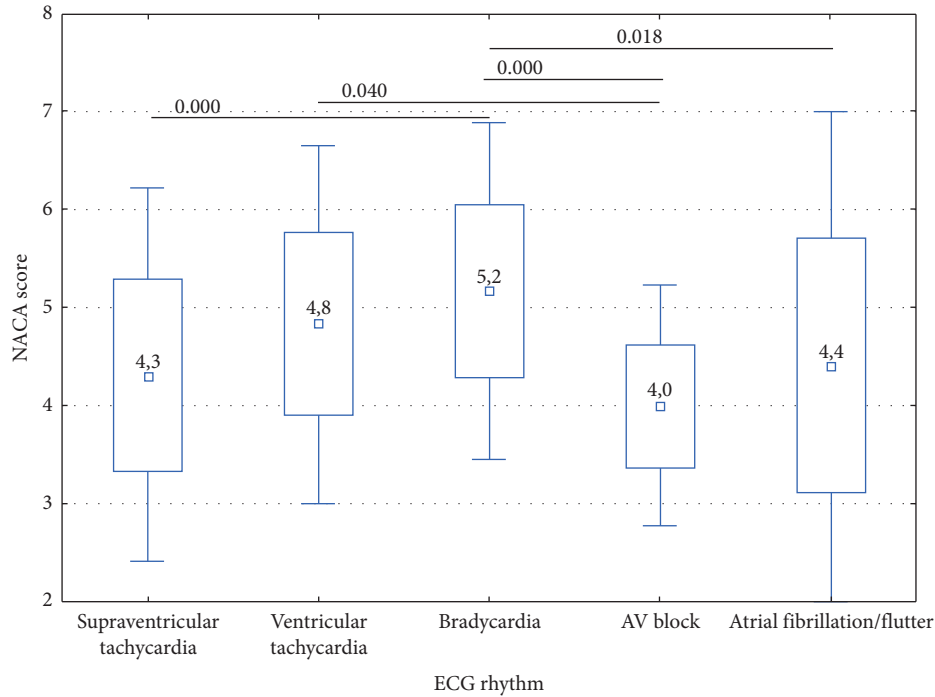 8
7
6
5
4
3
2
NACA score
0.018
0.000
0.040
0.000
4,3
4,8
5,2
4,0
4,4
Supraventricular
tachycardia
Ventricular
tachycardia
Bradycardia
AV block
Atrial fibrillation/flutter
ECG rhythm